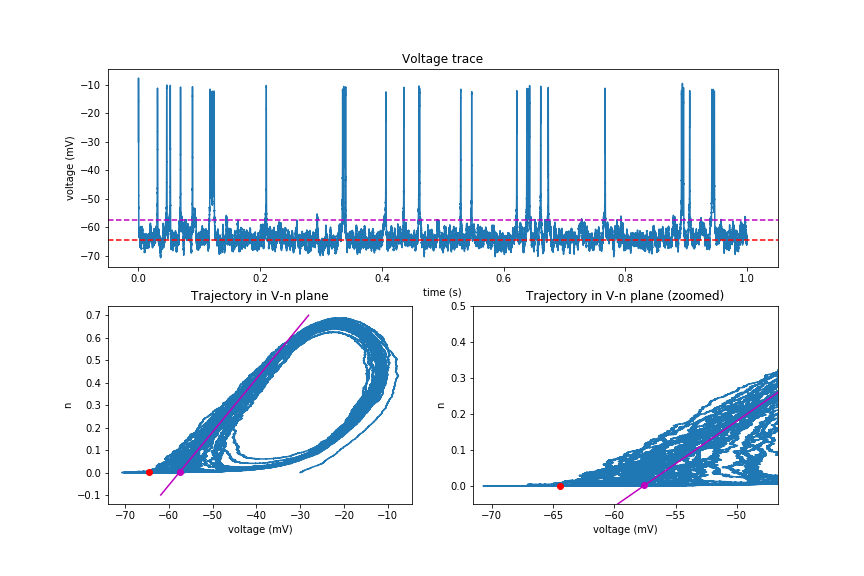 Voltage trace
voltage (mV)
−10
−20
−30
−40
−50
−60
−70
0.0 0.2 0.4 0.6 0.8 1.0
time (s)
Trajectory in V-n plane
n
0.7
0.6
0.5
0.4
0.3
0.2
0.1
0.0
−0.1
−70 −60 −50 −40 −30 −20 −10
voltage (mV)
Trajectory in V-n plane (zoomed)
n
0.5
0.4
0.3
0.2
0.1
0.0
−70 −65 −60 −55 −50
voltage (mV)